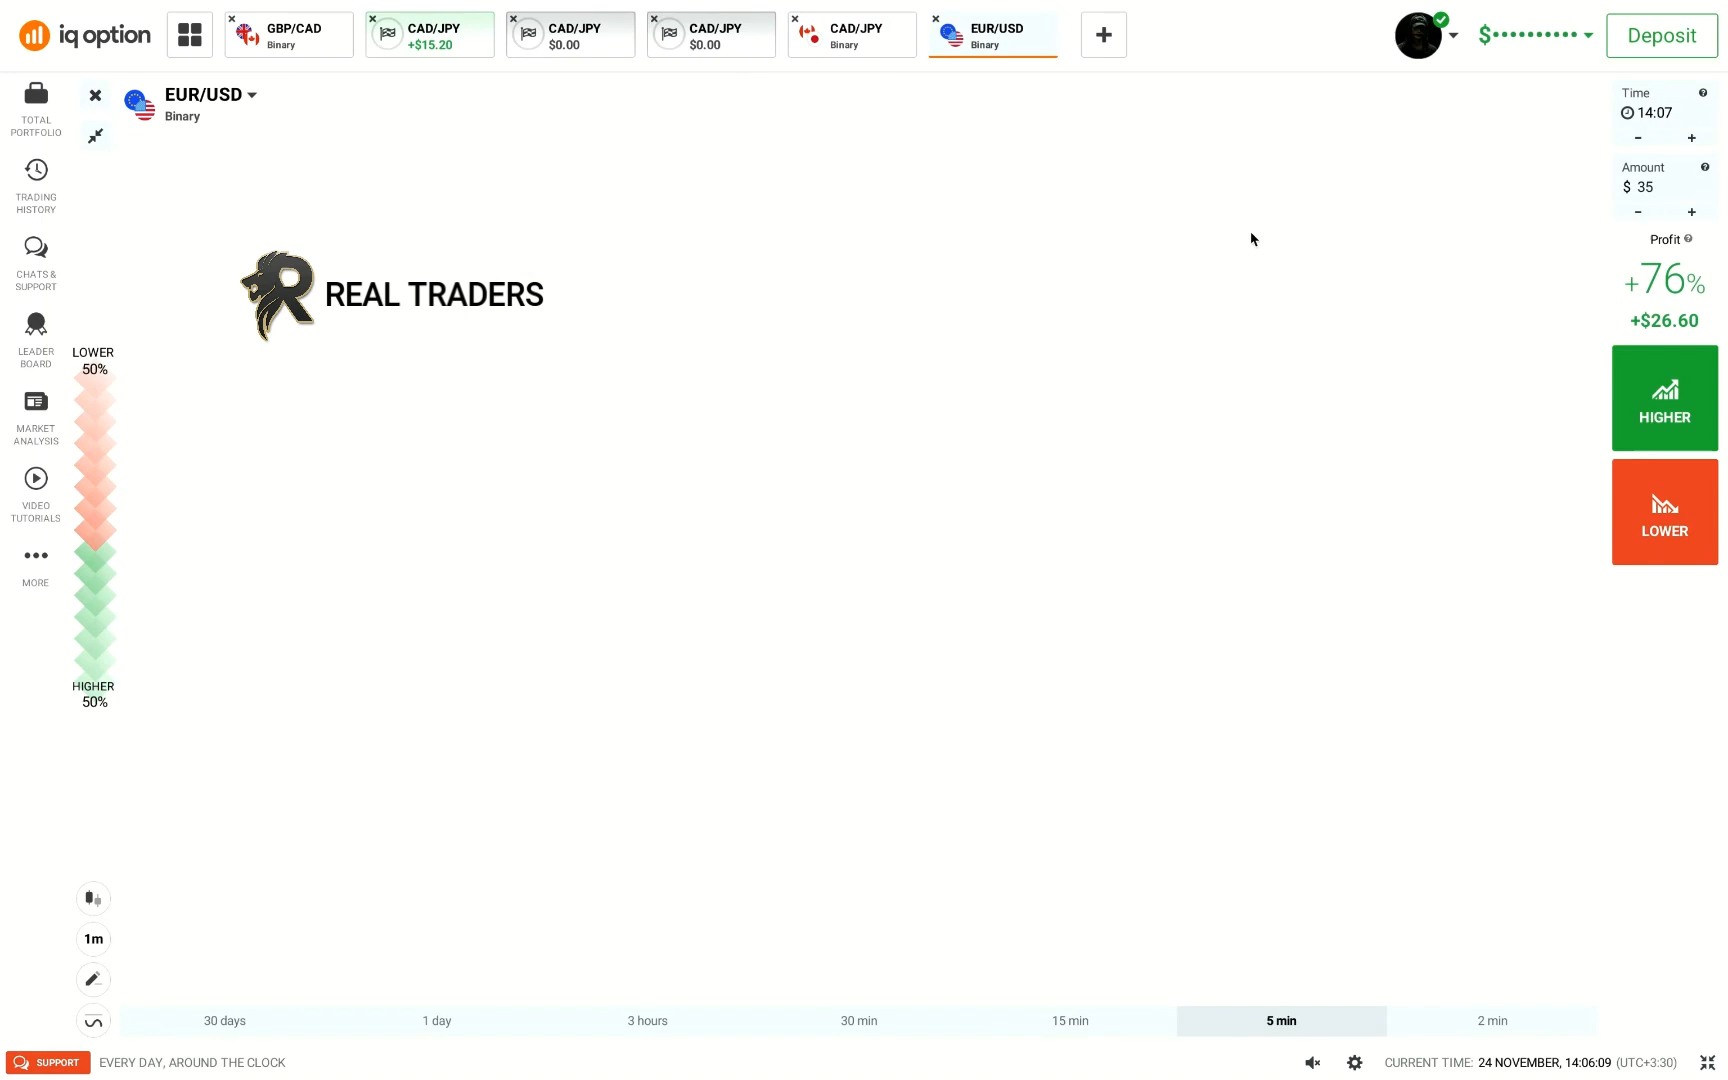 iq option
GBP/CAD
Binary
CAD/JPY
+$15.20
CAD/JPY
$0.00
CAD/JPY
$0.00
CAD/JPY
Binary
EUR/USD
Binary
$
Deposit
TOTAL
PORTFOLIO
TRADING
HISTORY
CHATS &
SUPPORT
LEADER
BOARD
MARKET
ANALYSIS
VIDEO
TUTORIALS
MORE
EUR/USD
Binary
R REAL TRADERS
LOWER
50%
HIGHER
50%
1m
Time
14:07
- +
Amount
$ 35
- +
Profit
+76%
+$26.60
HIGHER
LOWER
30 days 1 day 3 hours 30 min 15 min 5 min 2 min
SUPPORT EVERY DAY, AROUND THE CLOCK
CURRENT TIME: 24 NOVEMBER, 14:06:09 (UTC+3:30)